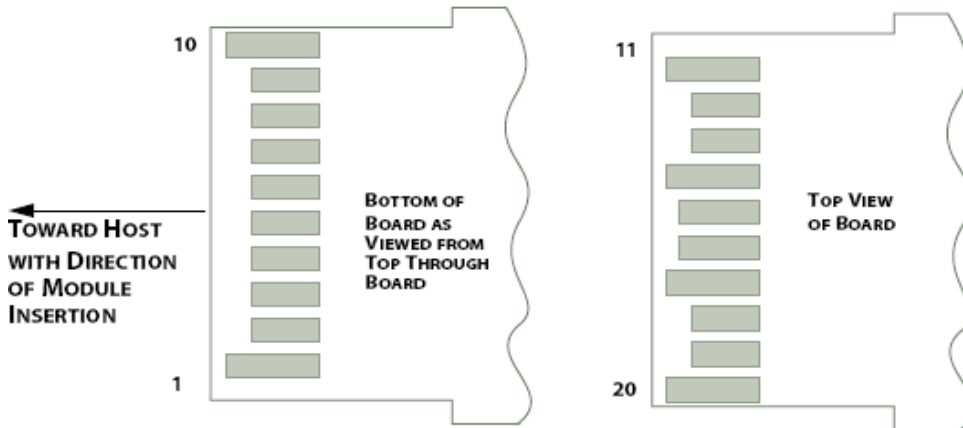 10
TOWARD HOST
WITH DIRECTION
OF MODULE
INSERTION
1
BOTTOM OF
BOARD AS
VIEWED FROM
TOP THROUGH
BOARD
11
20
TOP VIEW
OF BOARD